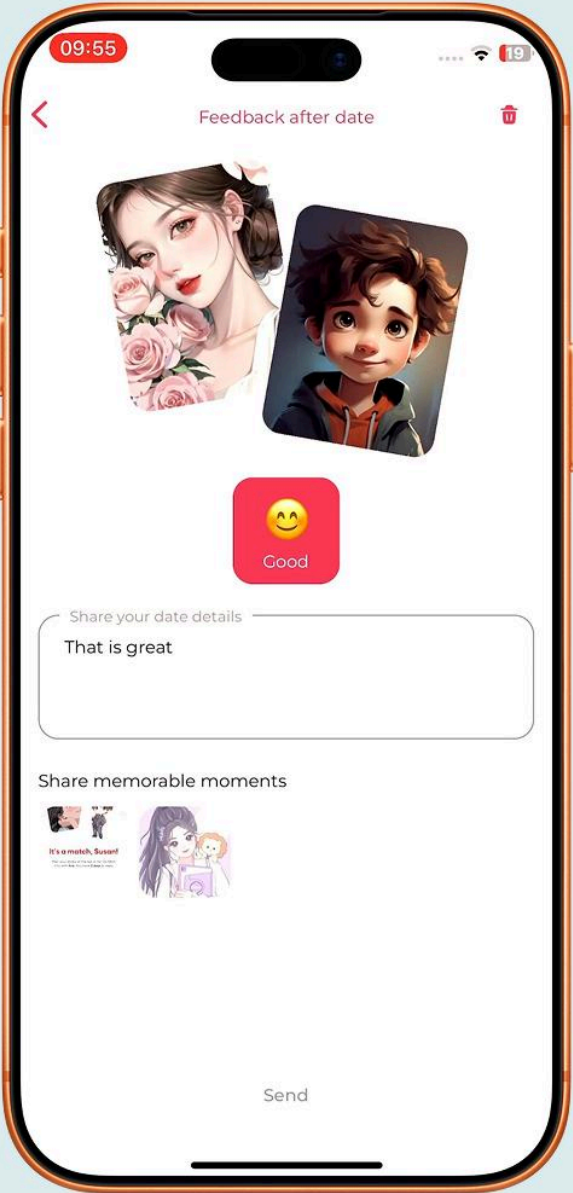 09:55
19
Feedback after date
Good
Share your date details
That is great
Share memorable moments
It's a match, Susan!
Send